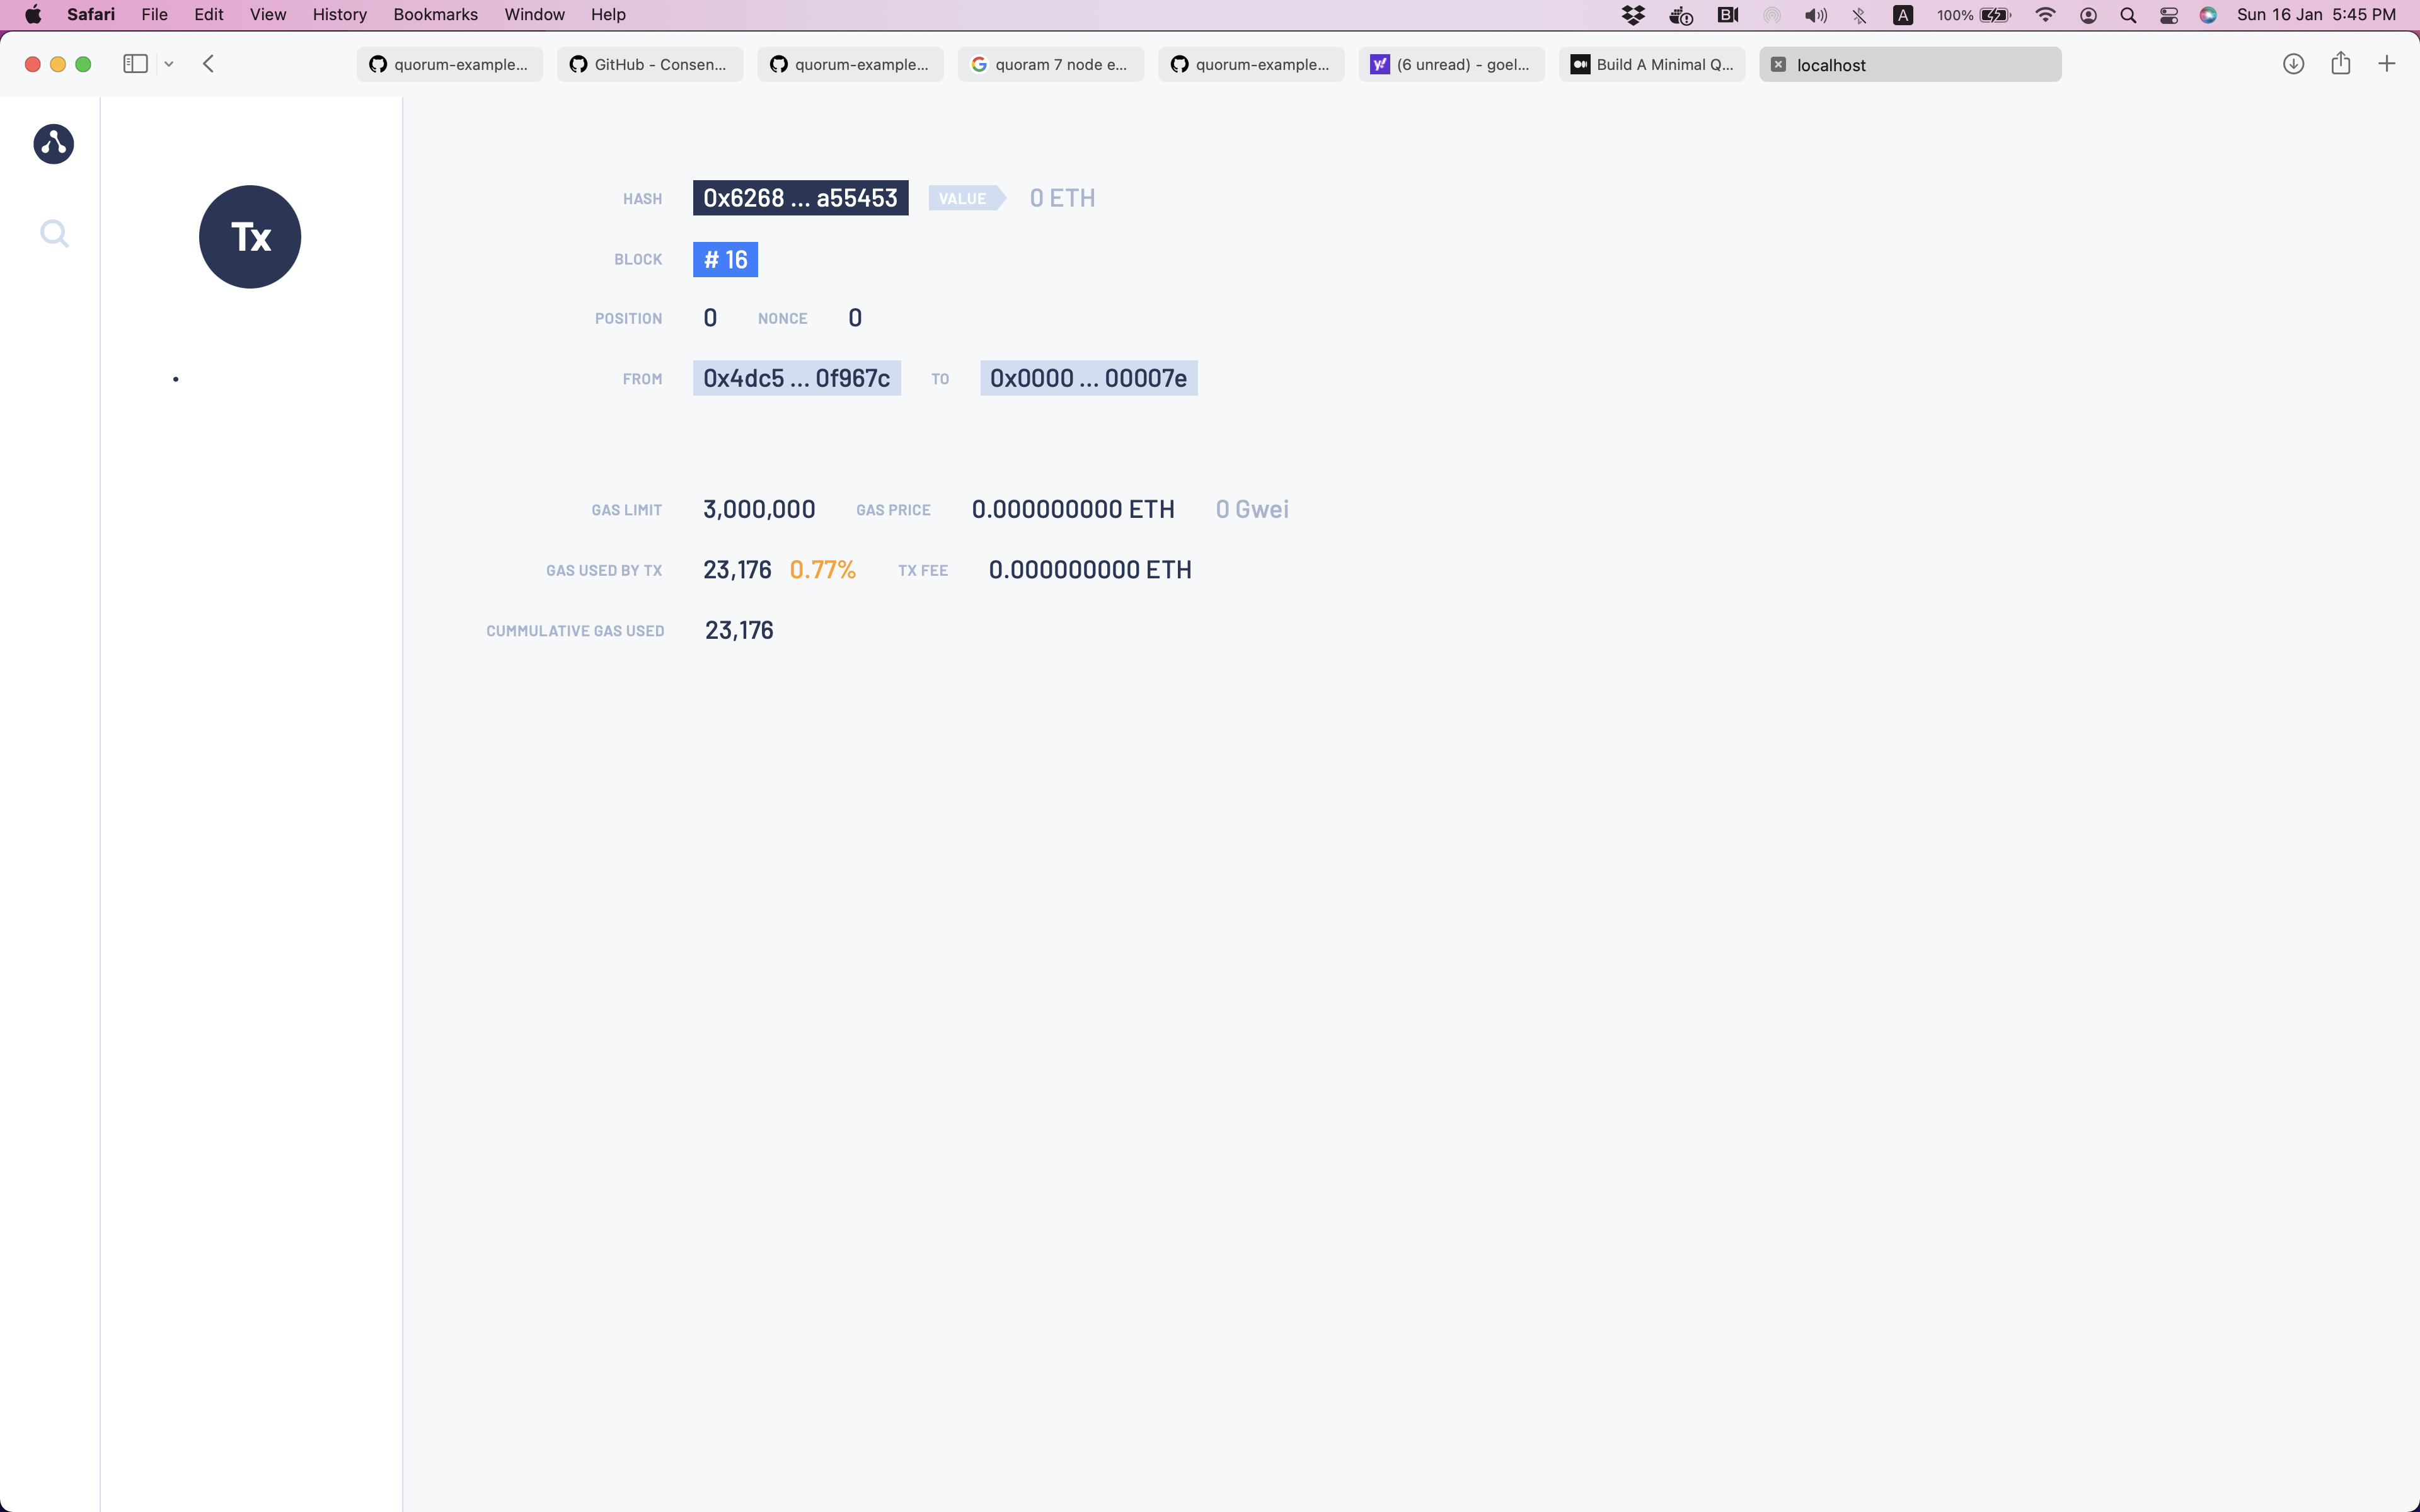 Safari File Edit View History Bookmarks Window Help A 100% Sun 16 Jan 5:45 PM
quorum-example... GitHub - Consen... quorum-example... quoram 7 node e... quorum-example... (6 unread) - goel... Build A Minimal Q... localhost
Tx
HASH 0x6268 ... a55453 VALUE 0 ETH
BLOCK # 16
POSITION 0 NONCE 0
FROM 0x4dc5 ... 0f967c TO 0x0000 ... 00007e
GAS LIMIT 3,000,000 GAS PRICE 0.000000000 ETH 0 Gwei
GAS USED BY TX 23,176 0.77% TX FEE 0.000000000 ETH
CUMMULATIVE GAS USED 23,176